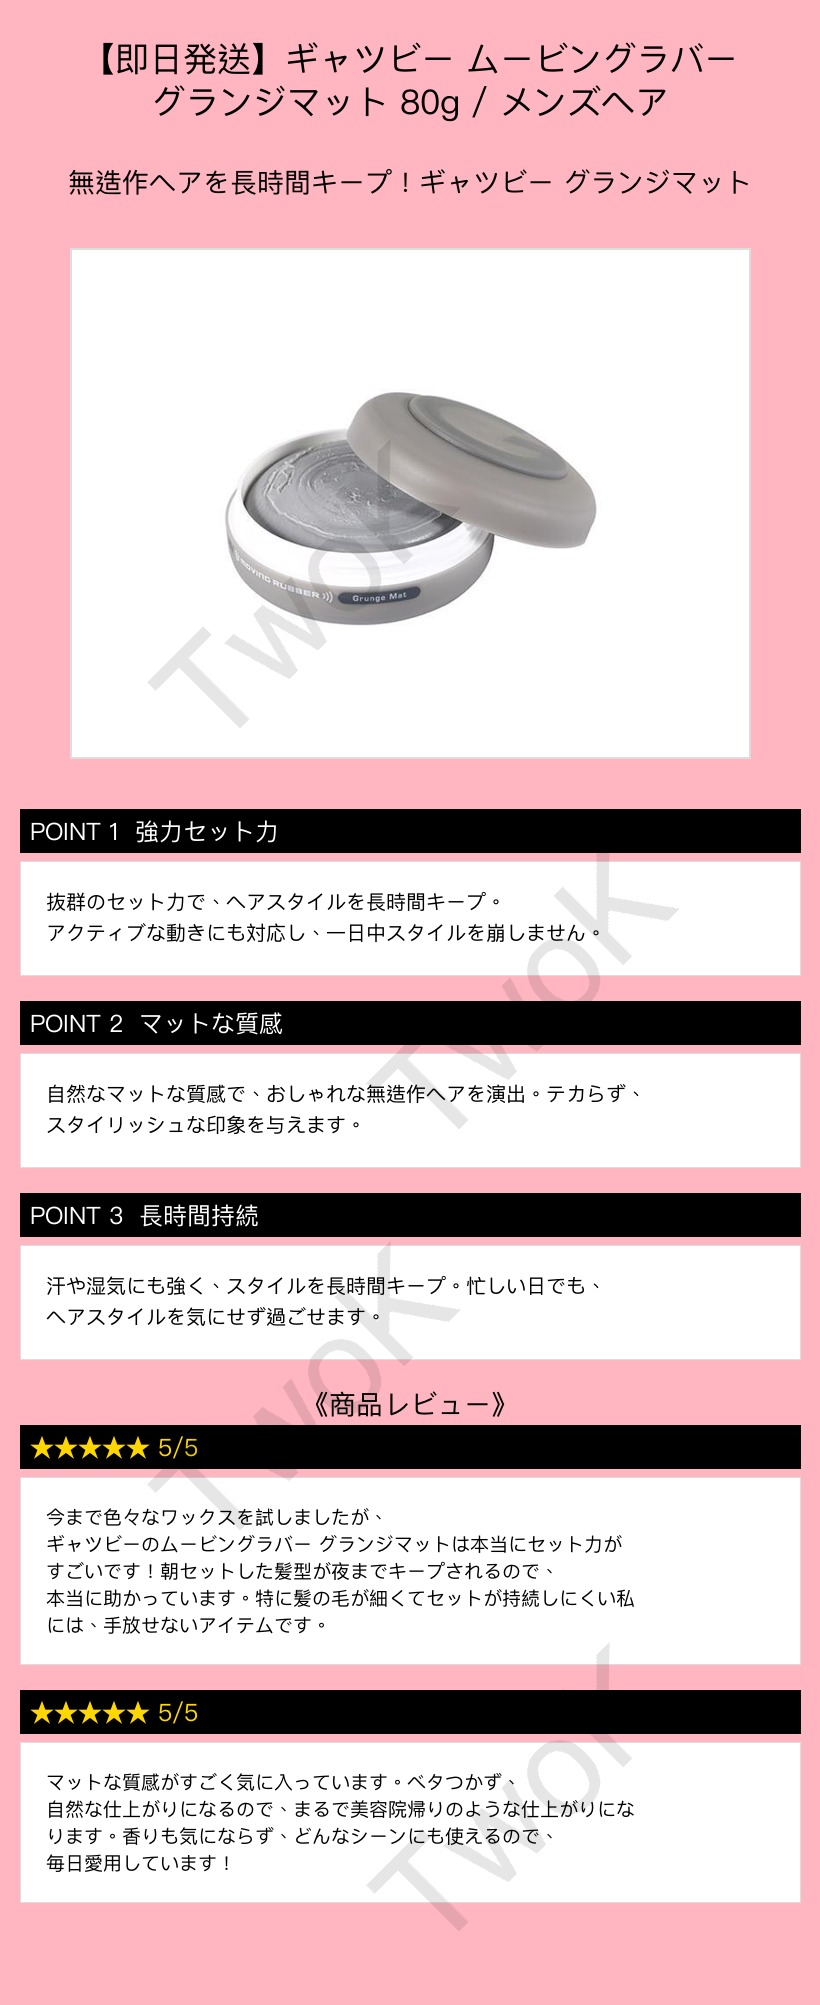 【即日発送】ギャツビー ムービングラバー
グランジマット 80g / メンズヘア
無造作ヘアを長時間キープ！ギャツビー グランジマット
MOVING RUBBER
Grunge Mat
TwoK
POINT 1 強力セット力
抜群のセット力で、ヘアスタイルを長時間キープ。
アクティブな動きにも対応し、一日中スタイルを崩しません。
TwoK
POINT 2 マットな質感
自然なマットな質感で、おしゃれな無造作ヘアを演出。テカらず、
スタイリッシュな印象を与えます。
POINT 3 長時間持続
汗や湿気にも強く、スタイルを長時間キープ。忙しい日でも、
ヘアスタイルを気にせず過ごせます。
TwoK
《商品レビュー》
★★★★★ 5/5
今まで色々なワックスを試しましたが、
ギャツビーのムービングラバー グランジマットは本当にセット力が
すごいです！朝セットした髪型が夜までキープされるので、
本当に助かっています。特に髪の毛が細くてセットが持続しにくい私
には、手放せないアイテムです。
★★★★★ 5/5
マットな質感がすごく気に入っています。ベタつかず、
自然な仕上がりになるので、まるで美容院帰りのような仕上がりにな
ります。香りも気にならず、どんなシーンにも使えるので、
毎日愛用しています！
TwoK